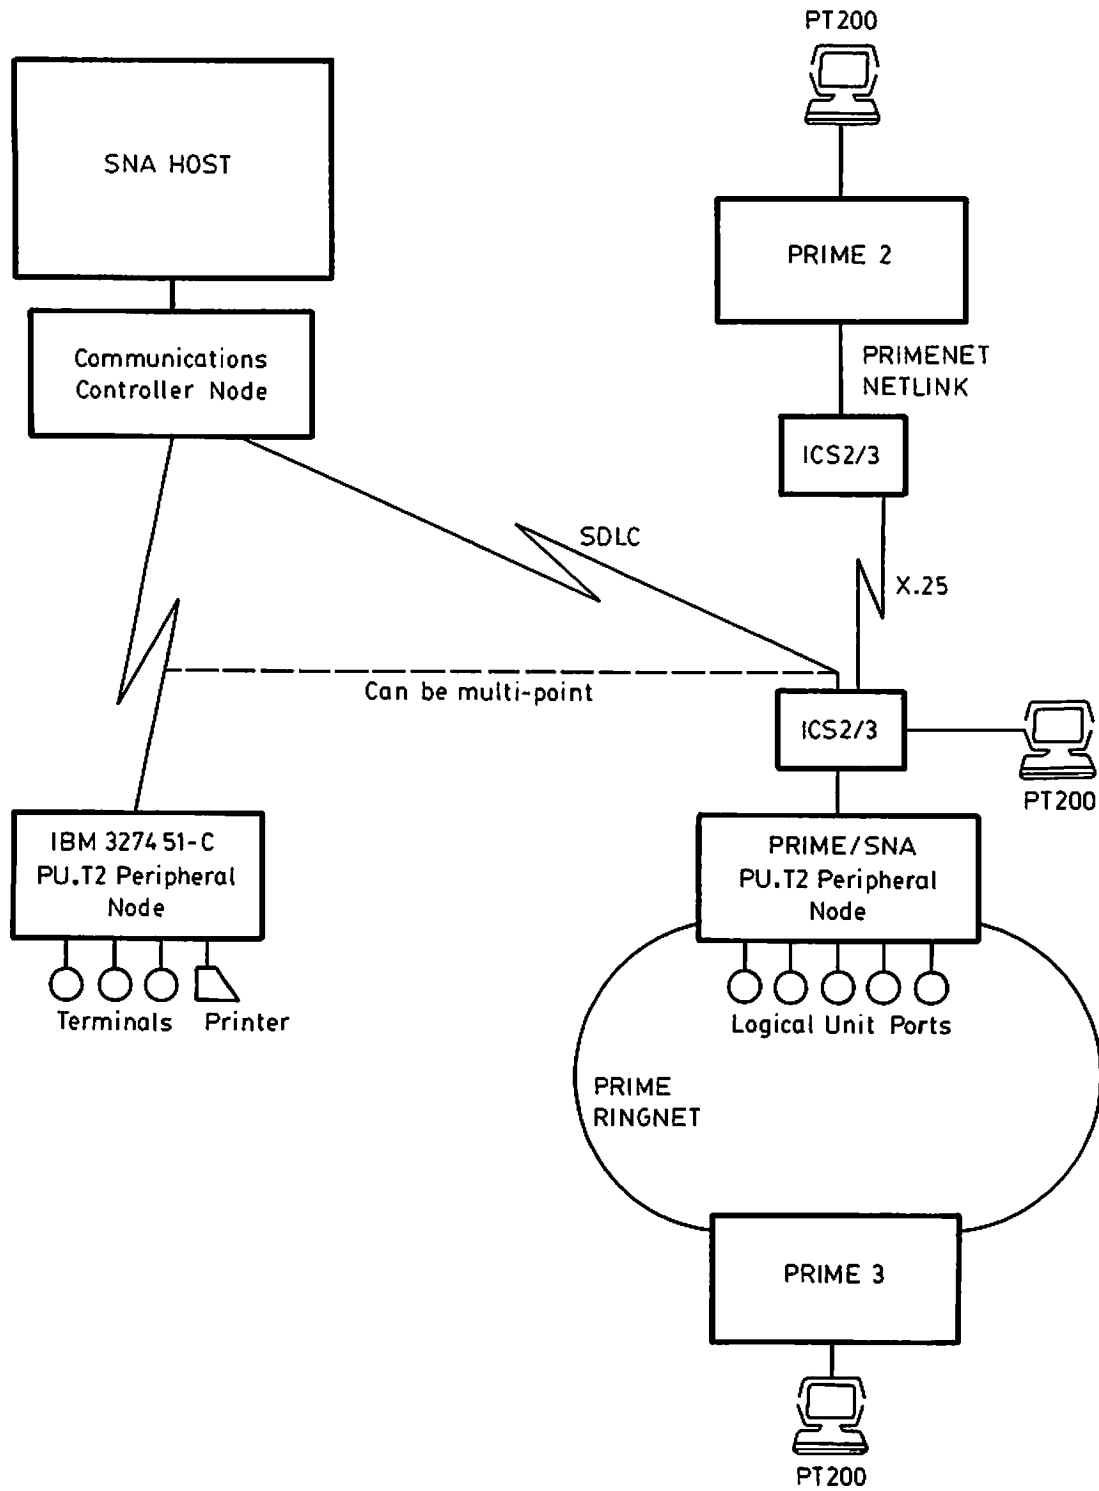 PT200
SNA HOST
PRIME 2
Communications
Controller Node
PRIMENET
NETLINK
ICS2/3
SDLC
X.25
Can be multi-point
ICS2/3
PT200
IBM 3274 51-C
PU.T2 Peripheral
Node
PRIME/SNA
PU.T2 Peripheral
Node
Terminals Printer
Logical Unit Ports
PRIME
RINGNET
PRIME 3
PT200